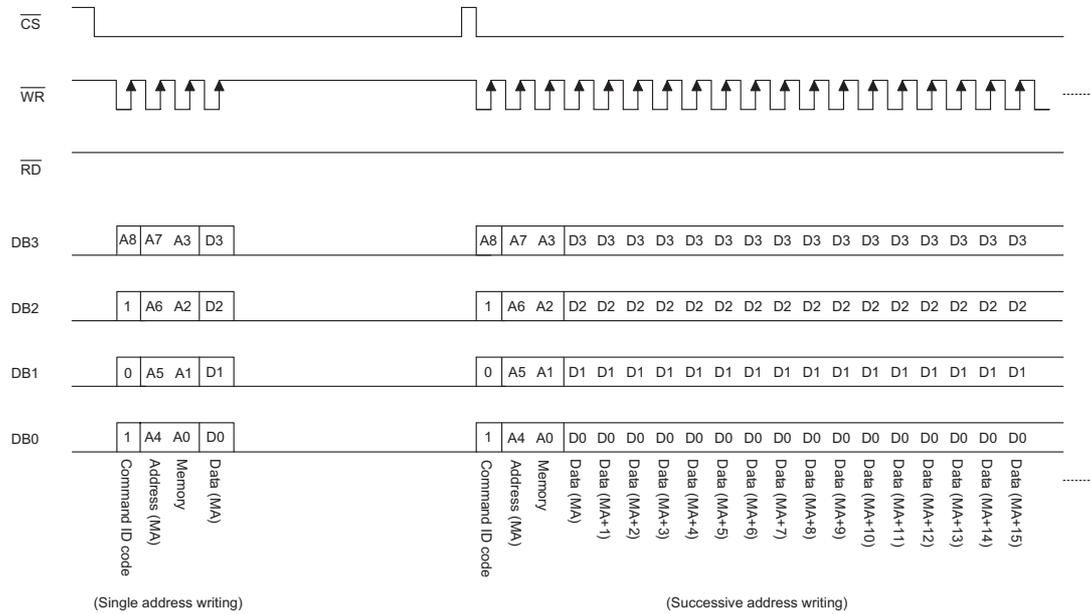 CS
WR
RD
DB3 A8 A7 A3 D3 A8 A7 A3 D3 D3 D3 D3 D3 D3 D3 D3 D3 D3 D3 D3 D3 D3 D3 D3
DB2 1 A6 A2 D2 1 A6 A2 D2 D2 D2 D2 D2 D2 D2 D2 D2 D2 D2 D2 D2 D2 D2 D2
DB1 0 A5 A1 D1 0 A5 A1 D1 D1 D1 D1 D1 D1 D1 D1 D1 D1 D1 D1 D1 D1 D1 D1
DB0 1 A4 A0 D0 1 A4 A0 D0 D0 D0 D0 D0 D0 D0 D0 D0 D0 D0 D0 D0 D0 D0 D0
Command ID code
Address (MA)
Memory
Data (MA)
Command ID code
Address (MA)
Memory
Data (MA)
Data (MA+1)
Data (MA+2)
Data (MA+3)
Data (MA+4)
Data (MA+5)
Data (MA+6)
Data (MA+7)
Data (MA+8)
Data (MA+9)
Data (MA+10)
Data (MA+11)
Data (MA+12)
Data (MA+13)
Data (MA+14)
Data (MA+15)
(Single address writing) (Successive address writing)